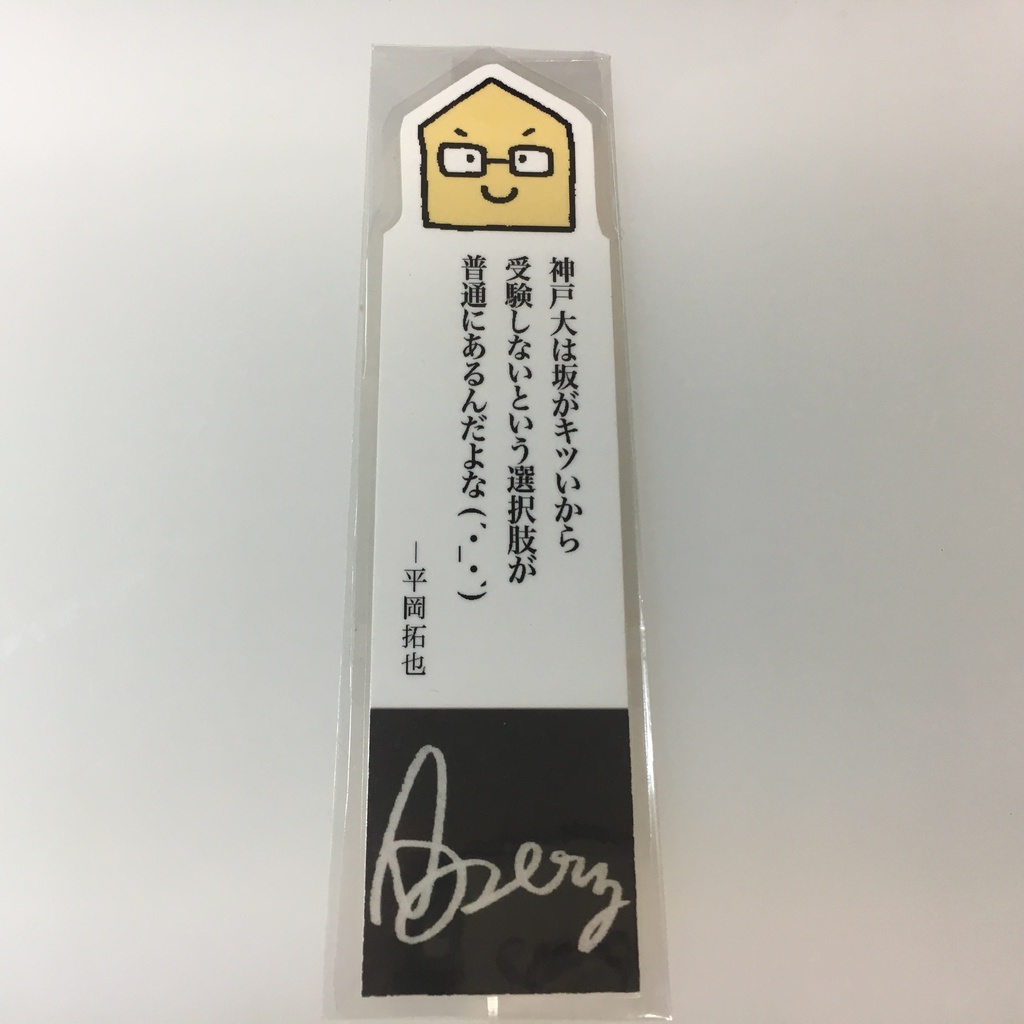 神戸大は坂がキツいから
受験しないという選択肢が
普通にあるんだよな(´･_･`)
―平岡拓也